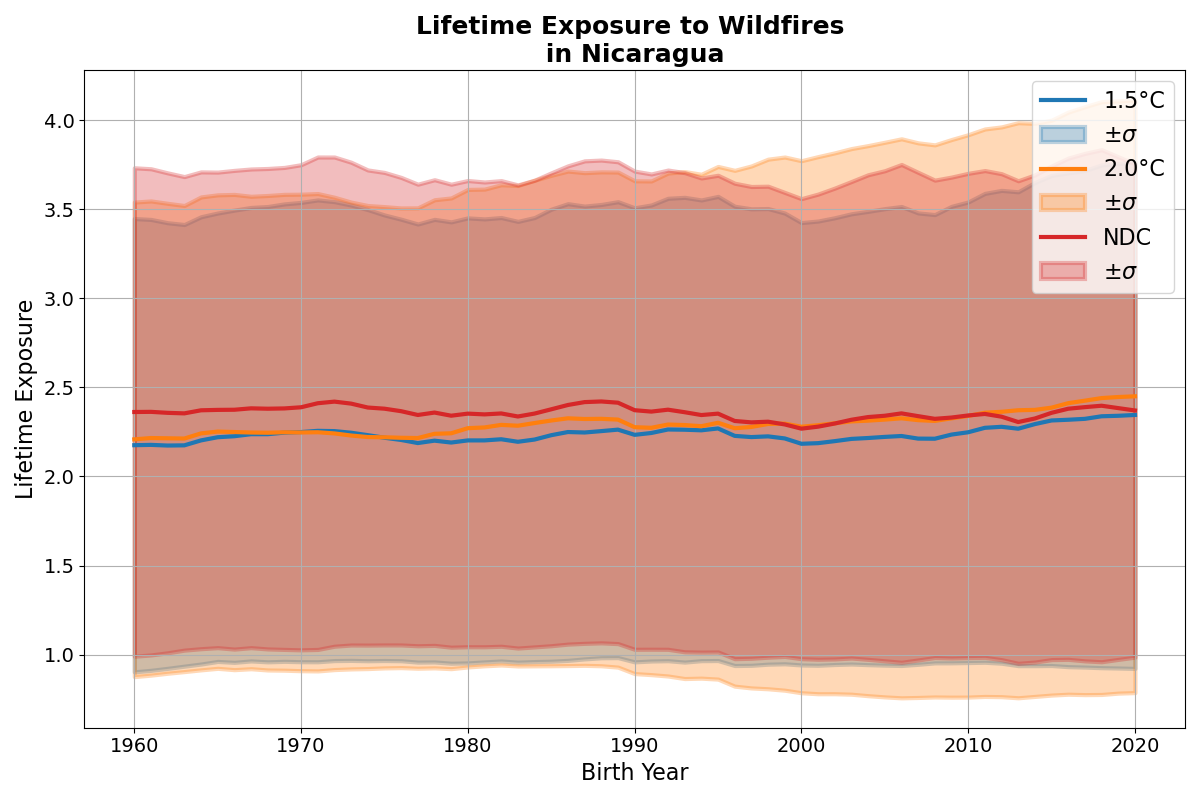 Lifetime Exposure to Wildfires
in Nicaragua
1.5°C
±σ
2.0°C
±σ
NDC
±σ
Lifetime Exposure
4.0
3.5
3.0
2.5
2.0
1.5
1.0
1960
1970
1980
1990
2000
2010
2020
Birth Year